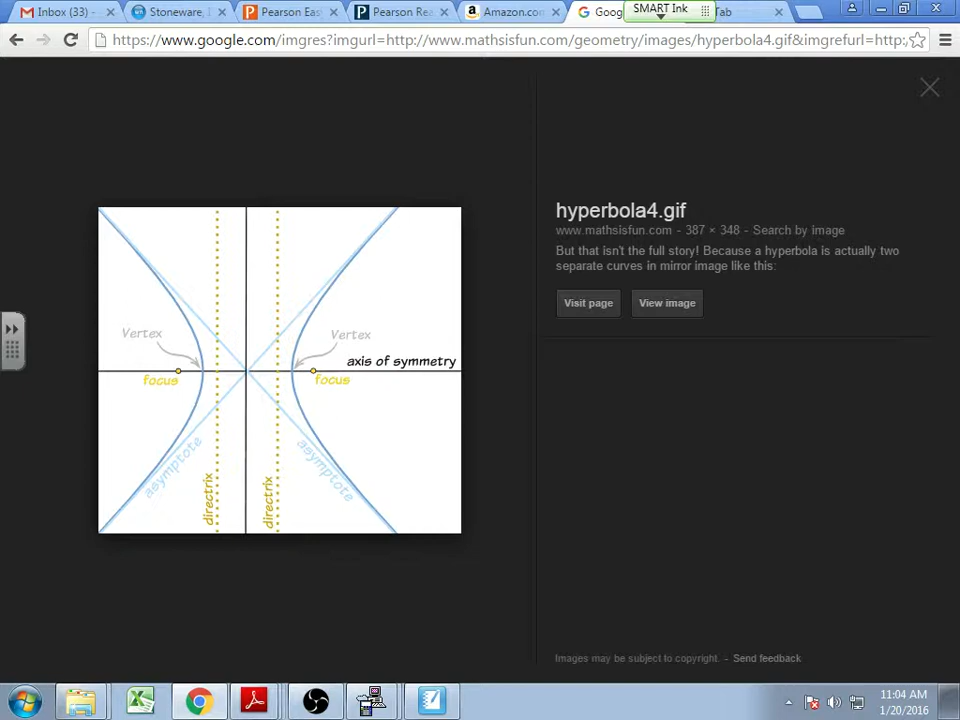 Inbox (33) -
Stoneware,
Pearson Eas
Pearson Rea
Amazon.com
Goog
SMART Ink
Tab
https://www.google.com/imgres?imgurl=http://www.mathsisfun.com/geometry/images/hyperbola4.gif&imgrefurl=http:/
Vertex
Vertex
axis of symmetry
focus
focus
asymptote
asymptote
directrix
directrix
hyperbola4.gif
www.mathsisfun.com - 387 × 348 - Search by image
But that isn't the full story! Because a hyperbola is actually two
separate curves in mirror image like this:
Visit page
View image
Images may be subject to copyright. - Send feedback
11:04 AM
1/20/2016